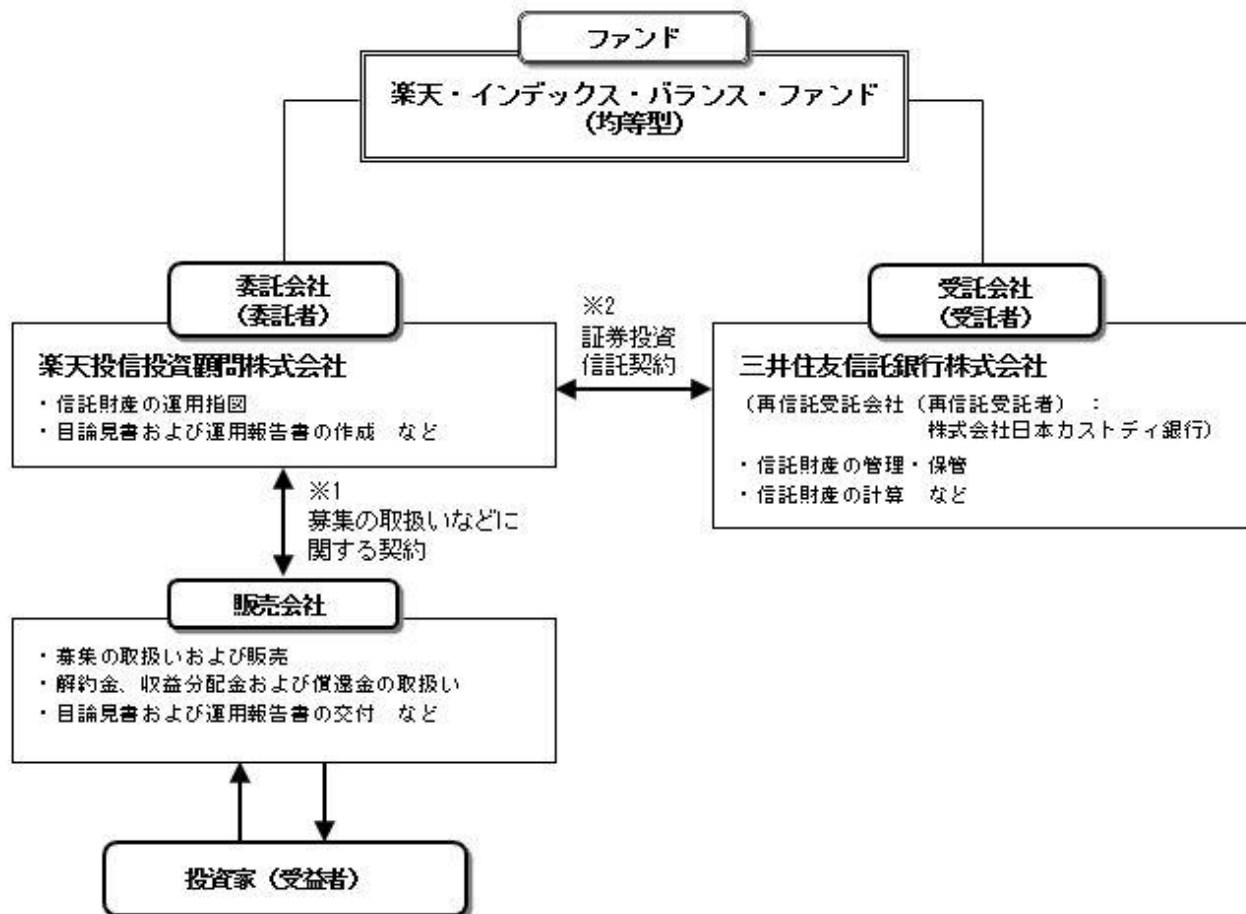 ファンド
楽天・インデックス・バランス・ファンド
(均等型)
委託会社
(委託者)
楽天投信投資顧問株式会社
・信託財産の運用指図
・目論見書および運用報告書の作成 など
※2
証券投資
信託契約
受託会社
(受託者)
三井住友信託銀行株式会社
(再信託受託会社(再信託受託者) :
株式会社日本カストディ銀行)
・信託財産の管理・保管
・信託財産の計算 など
※1
募集の取扱いなどに
関する契約
販売会社
・募集の取扱いおよび販売
・解約金、収益分配金および償還金の取扱い
・目論見書および運用報告書の交付 など
投資家(受益者)